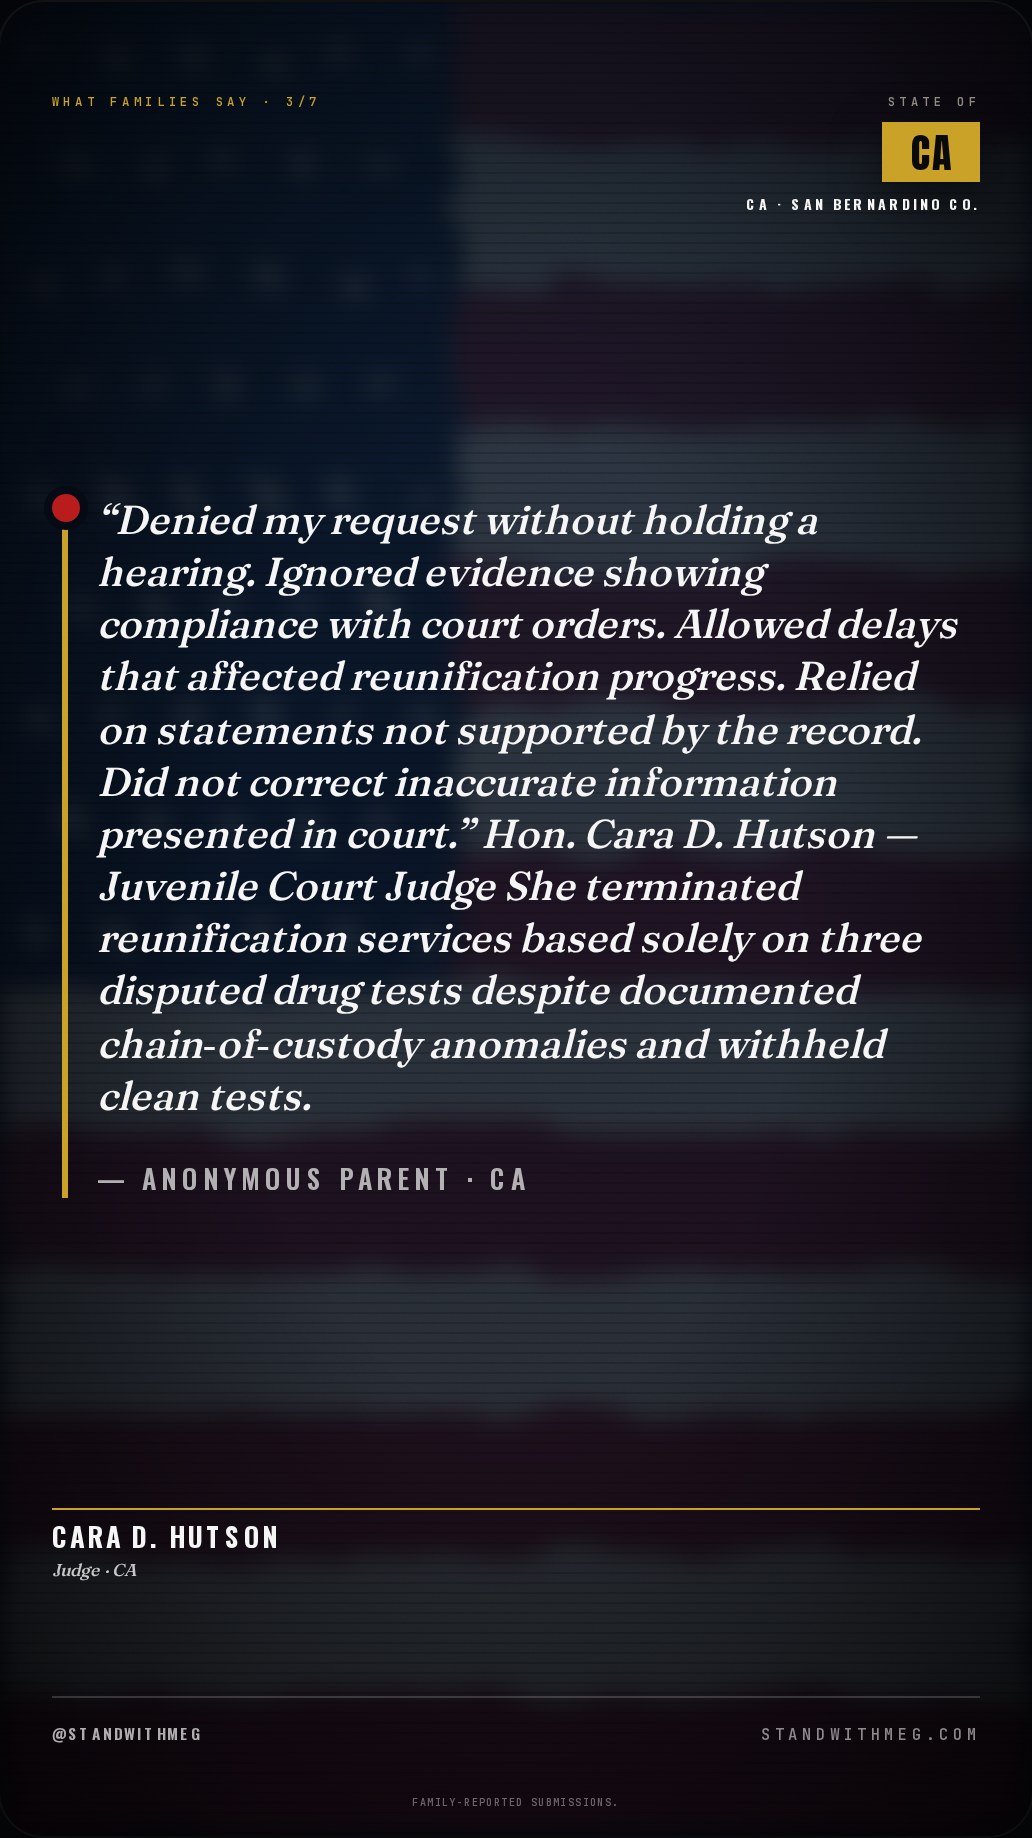 WHAT FAMILIES SAY · 3/7
STATE OF
CA
CA · SAN BERNARDINO CO.
“Denied my request without holding a
hearing. Ignored evidence showing
compliance with court orders. Allowed delays
that affected reunification progress. Relied
on statements not supported by the record.
Did not correct inaccurate information
presented in court.” Hon. Cara D. Hutson —
Juvenile Court Judge She terminated
reunification services based solely on three
disputed drug tests despite documented
chain-of-custody anomalies and withheld
clean tests.
— ANONYMOUS PARENT · CA
CARA D. HUTSON
Judge · CA
@STANDWITHMEG
STANDWITHMEG.COM
FAMILY-REPORTED SUBMISSIONS.